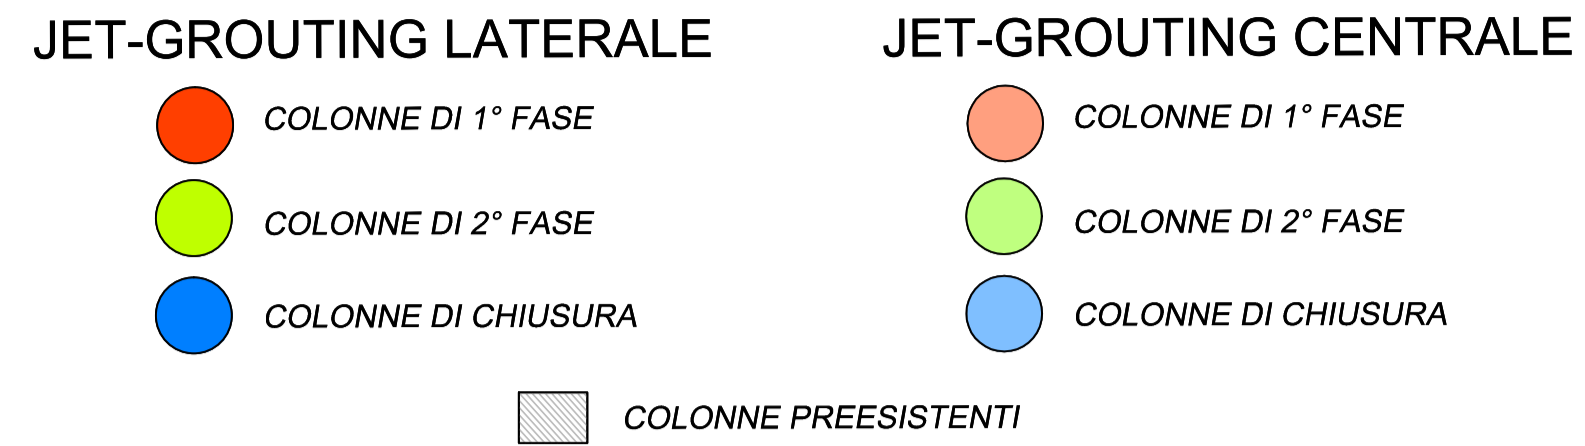 JET-GROUTING LATERALE
COLONNE DI 1° FASE
COLONNE DI 2° FASE
COLONNE DI CHIUSURA
JET-GROUTING CENTRALE
COLONNE DI 1° FASE
COLONNE DI 2° FASE
COLONNE DI CHIUSURA
COLONNE PREESISTENTI